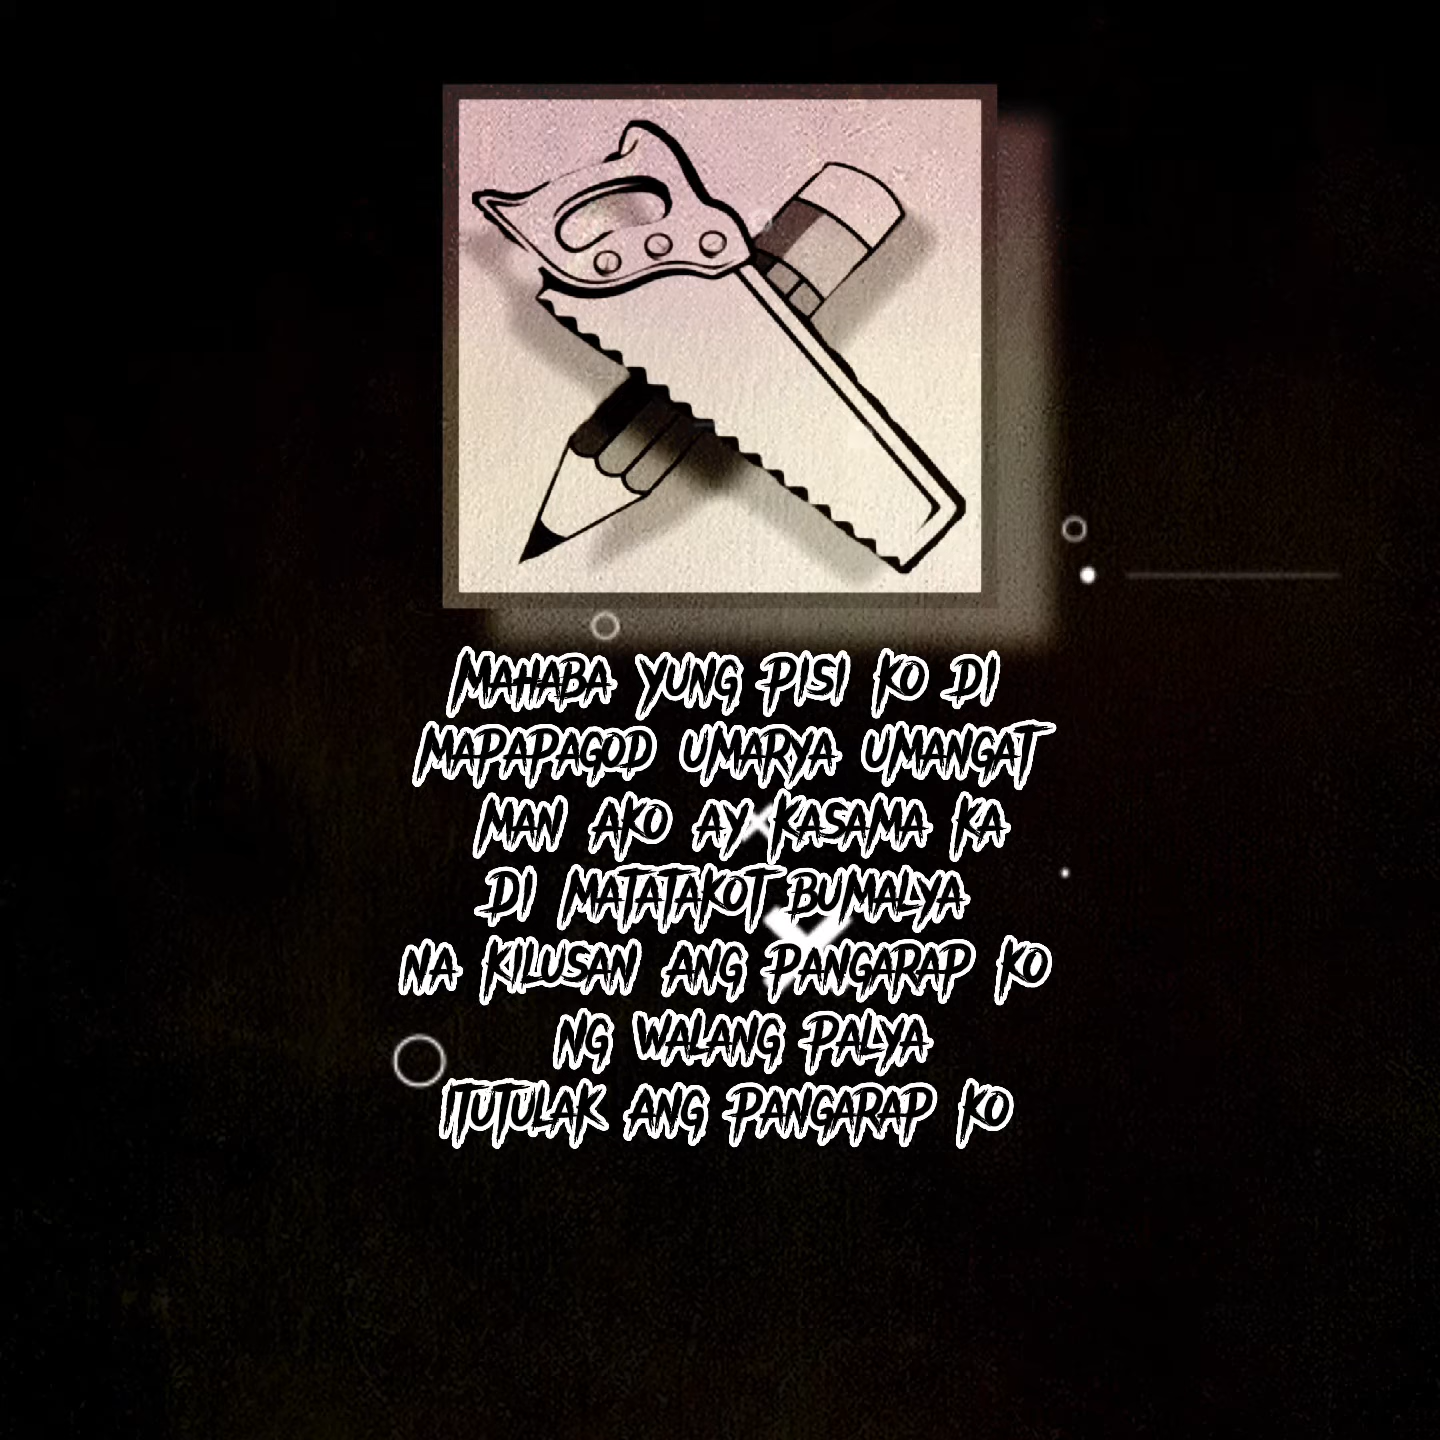 MAHABA YUNG PISI KO DI
MAPAPAGOD UMARYA UMANGAT
MAN AKO AY KASAMA KA
DI MATATAKOT BUMALYA
NA KILUSAN ANG PANGARAP KO
NG WALANG PALYA
ITUTULAK ANG PANGARAP KO